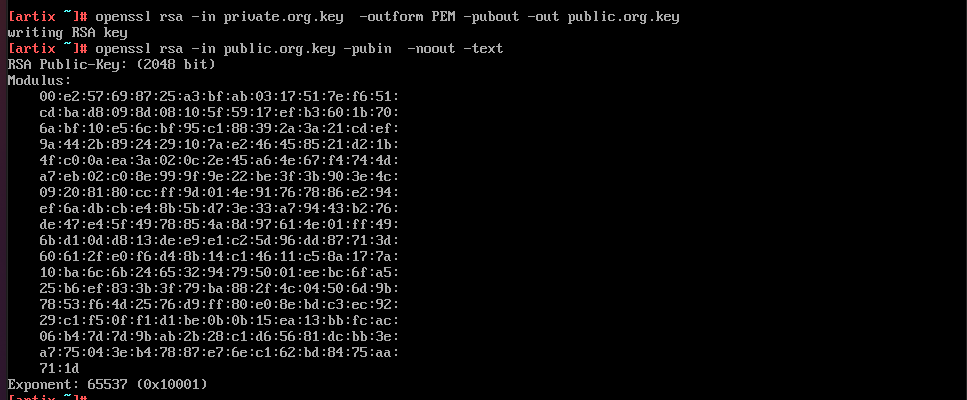 [artix ~]# openssl rsa -in private.org.key  -outform PEM -pubout -out public.org.key
writing RSA key
[artix ~]# openssl rsa -in public.org.key -pubin  -noout -text
RSA Public-Key: (2048 bit)
Modulus:
    00:e2:57:69:87:25:a3:bf:ab:03:17:51:7e:f6:51:
    cd:ba:d8:09:8d:08:10:5f:59:17:ef:b3:60:1b:70:
    6a:bf:10:e5:6c:bf:95:c1:88:39:2a:3a:21:cd:ef:
    9a:44:2b:89:24:29:10:7a:e2:46:45:85:21:d2:1b:
    4f:c0:0a:ea:3a:02:0c:2e:45:a6:4e:67:f4:74:4d:
    a7:eb:02:c0:8e:99:9f:9e:22:be:3f:3b:90:3e:4c:
    09:20:81:80:cc:ff:9d:01:4e:91:76:78:86:e2:94:
    ef:6a:db:cb:e4:8b:5b:d7:3e:33:a7:94:43:b2:76:
    de:47:e4:5f:49:78:85:4a:8d:97:61:4e:01:ff:49:
    6b:d1:0d:d8:13:de:e9:e1:c2:5d:96:dd:87:71:3d:
    60:61:2f:e0:f6:d4:8b:14:c1:46:11:c5:8a:17:7a:
    10:ba:6c:6b:24:65:32:94:79:50:01:ee:bc:6f:a5:
    25:b6:ef:83:3b:3f:79:ba:88:2f:4c:04:50:6d:9b:
    78:53:f6:4d:25:76:d9:ff:80:e0:8e:bd:c3:ec:92:
    29:c1:f5:0f:f1:d1:be:0b:0b:15:ea:13:bb:fc:ac:
    06:b4:7d:7d:9b:ab:2b:28:c1:d6:56:81:dc:bb:3e:
    a7:75:04:3e:b4:78:87:e7:6e:c1:62:bd:84:75:aa:
    71:1d
Exponent: 65537 (0x10001)
[artix ~]#